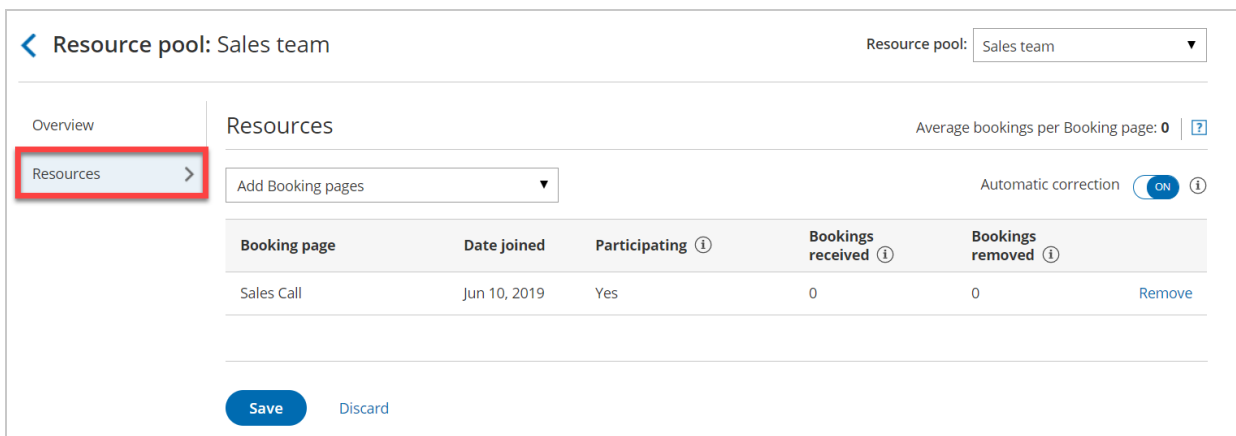 Resource pool: Sales team
Resource pool: Sales team
Overview
Resources
Resources
Average bookings per Booking page: 0 ?
Add Booking pages
Automatic correction ON i
Booking page Date joined Participating i Bookings received i Bookings removed i
Sales Call Jun 10, 2019 Yes 0 0 Remove
Save Discard